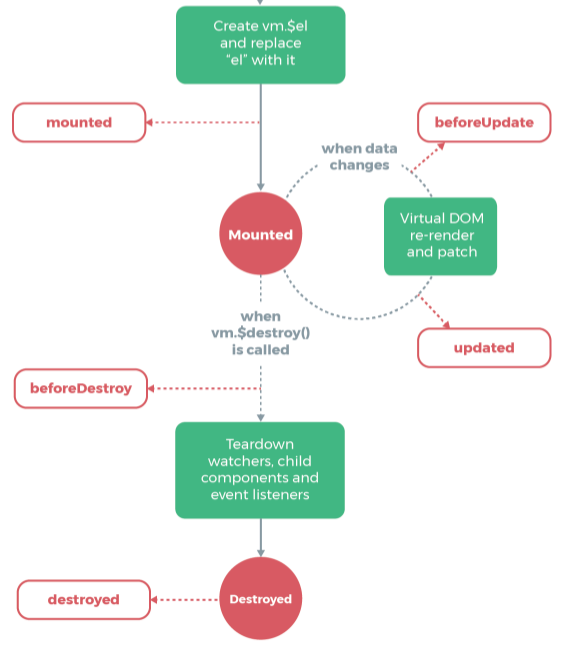 Create vm.$el
and replace
“el” with it
mounted
beforeUpdate
when data
changes
Mounted
Virtual DOM
re-render
and patch
when
vm.$destroy()
is called
updated
beforeDestroy
Teardown
watchers, child
components and
event listeners
destroyed
Destroyed